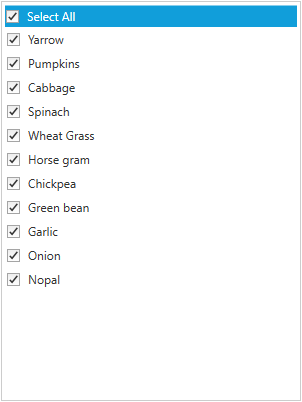 Select All
Yarrow
Pumpkins
Cabbage
Spinach
Wheat Grass
Horse gram
Chickpea
Green bean
Garlic
Onion
Nopal